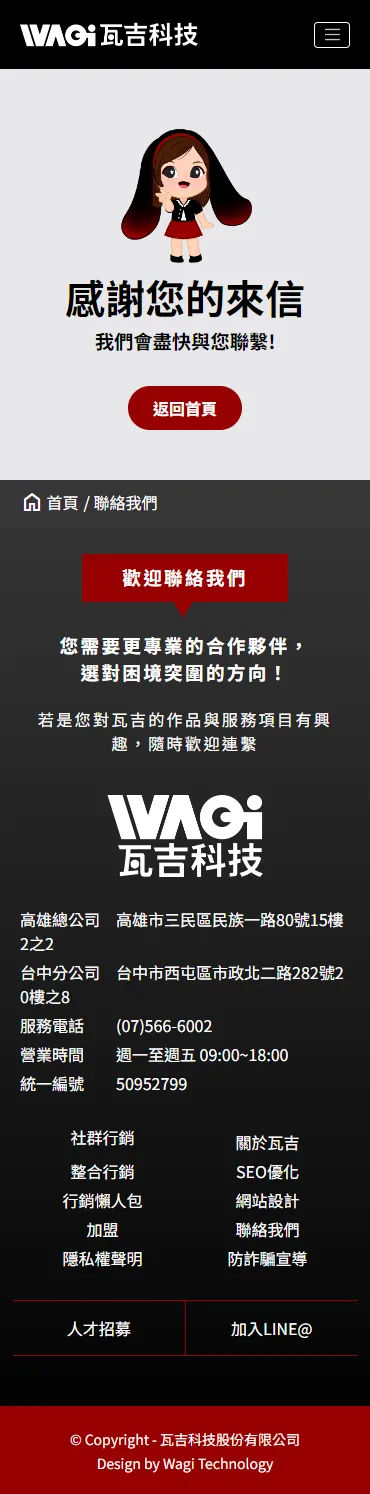 WAGi 瓦吉科技
感謝您的來信
我們會盡快與您聯繫!
返回首頁
首頁 / 聯絡我們
歡迎聯絡我們
您需要更專業的合作夥伴，
選對困境突圍的方向！
若是您對瓦吉的作品與服務項目有興
趣，隨時歡迎連繫
WAGi
瓦吉科技
高雄總公司 高雄市三民區民族一路80號15樓
2之2
台中分公司 台中市西屯區市政北二路282號2
0樓之8
服務電話 (07)566-6002
營業時間 週一至週五 09:00~18:00
統一編號 50952799
社群行銷 關於瓦吉
整合行銷 SEO優化
行銷懶人包 網站設計
加盟 聯絡我們
隱私權聲明 防詐騙宣導
人才招募 加入LINE@
© Copyright - 瓦吉科技股份有限公司
Design by Wagi Technology